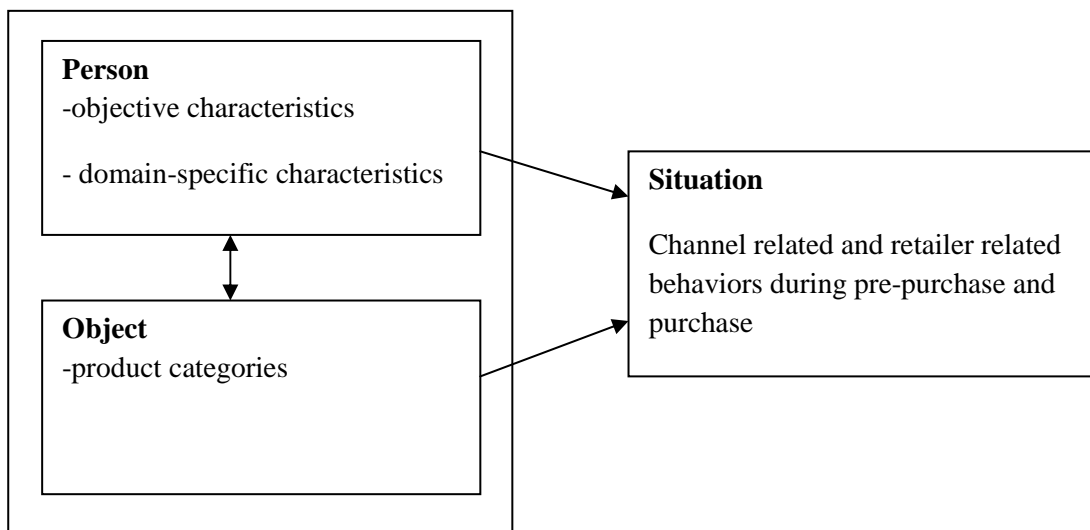 Person
-objective characteristics
- domain-specific characteristics
Situation
Channel related and retailer related
behaviors during pre-purchase and
purchase
Object
-product categories